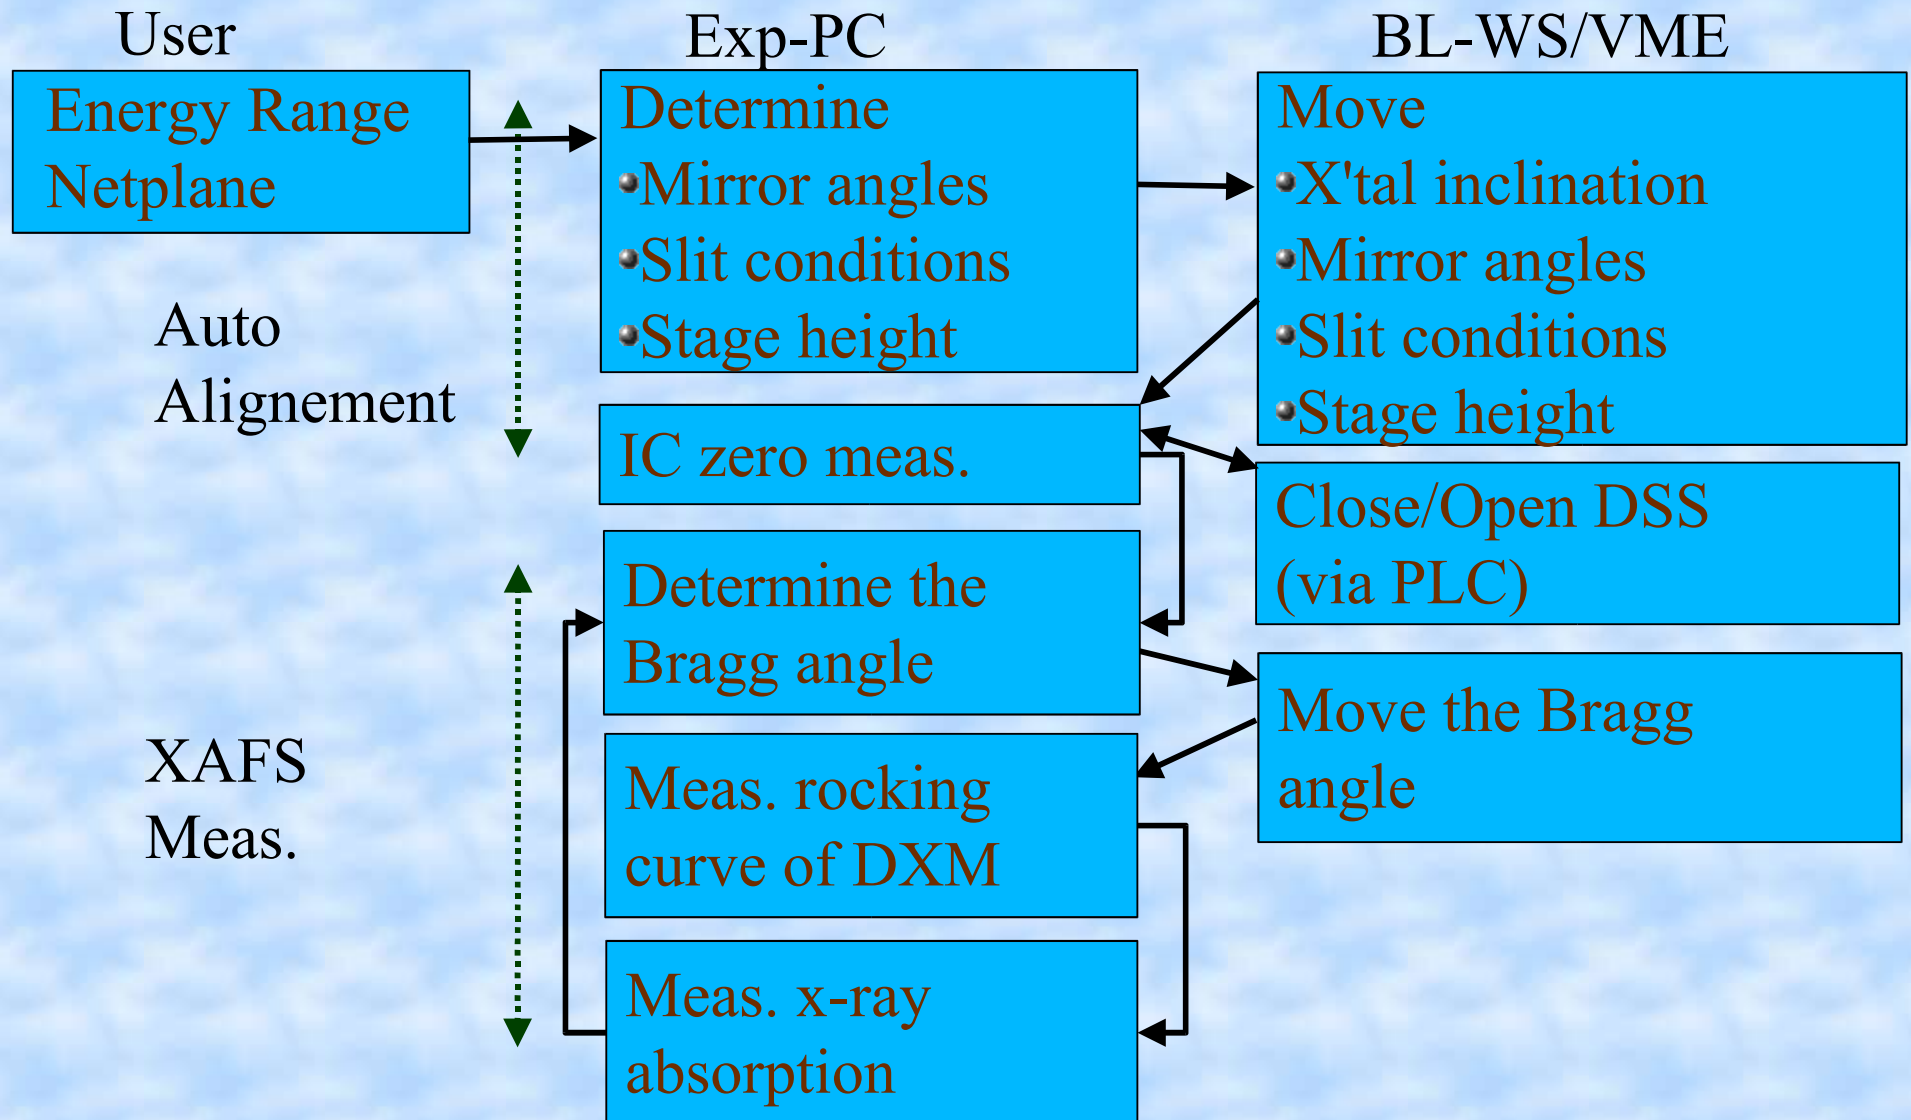 User
Exp-PC
BL-WS/VME
Energy Range
Netplane
Determine
Mirror angles
Slit conditions
Stage height
Move
X'tal inclination
Mirror angles
Slit conditions
Stage height
Auto
Alignement
IC zero meas.
Close/Open DSS
(via PLC)
Determine the
Bragg angle
Move the Bragg
angle
XAFS
Meas.
Meas. rocking
curve of DXM
Meas. x-ray
absorption